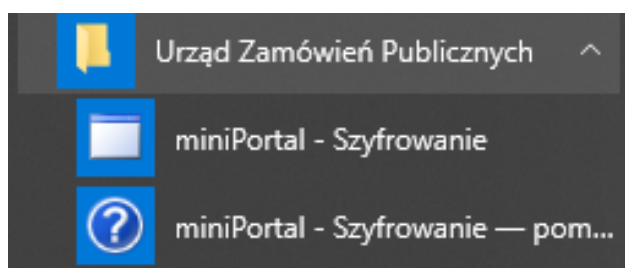 Urząd Zamówień Publicznych
miniPortal - Szyfrowanie
miniPortal - Szyfrowanie — pom...